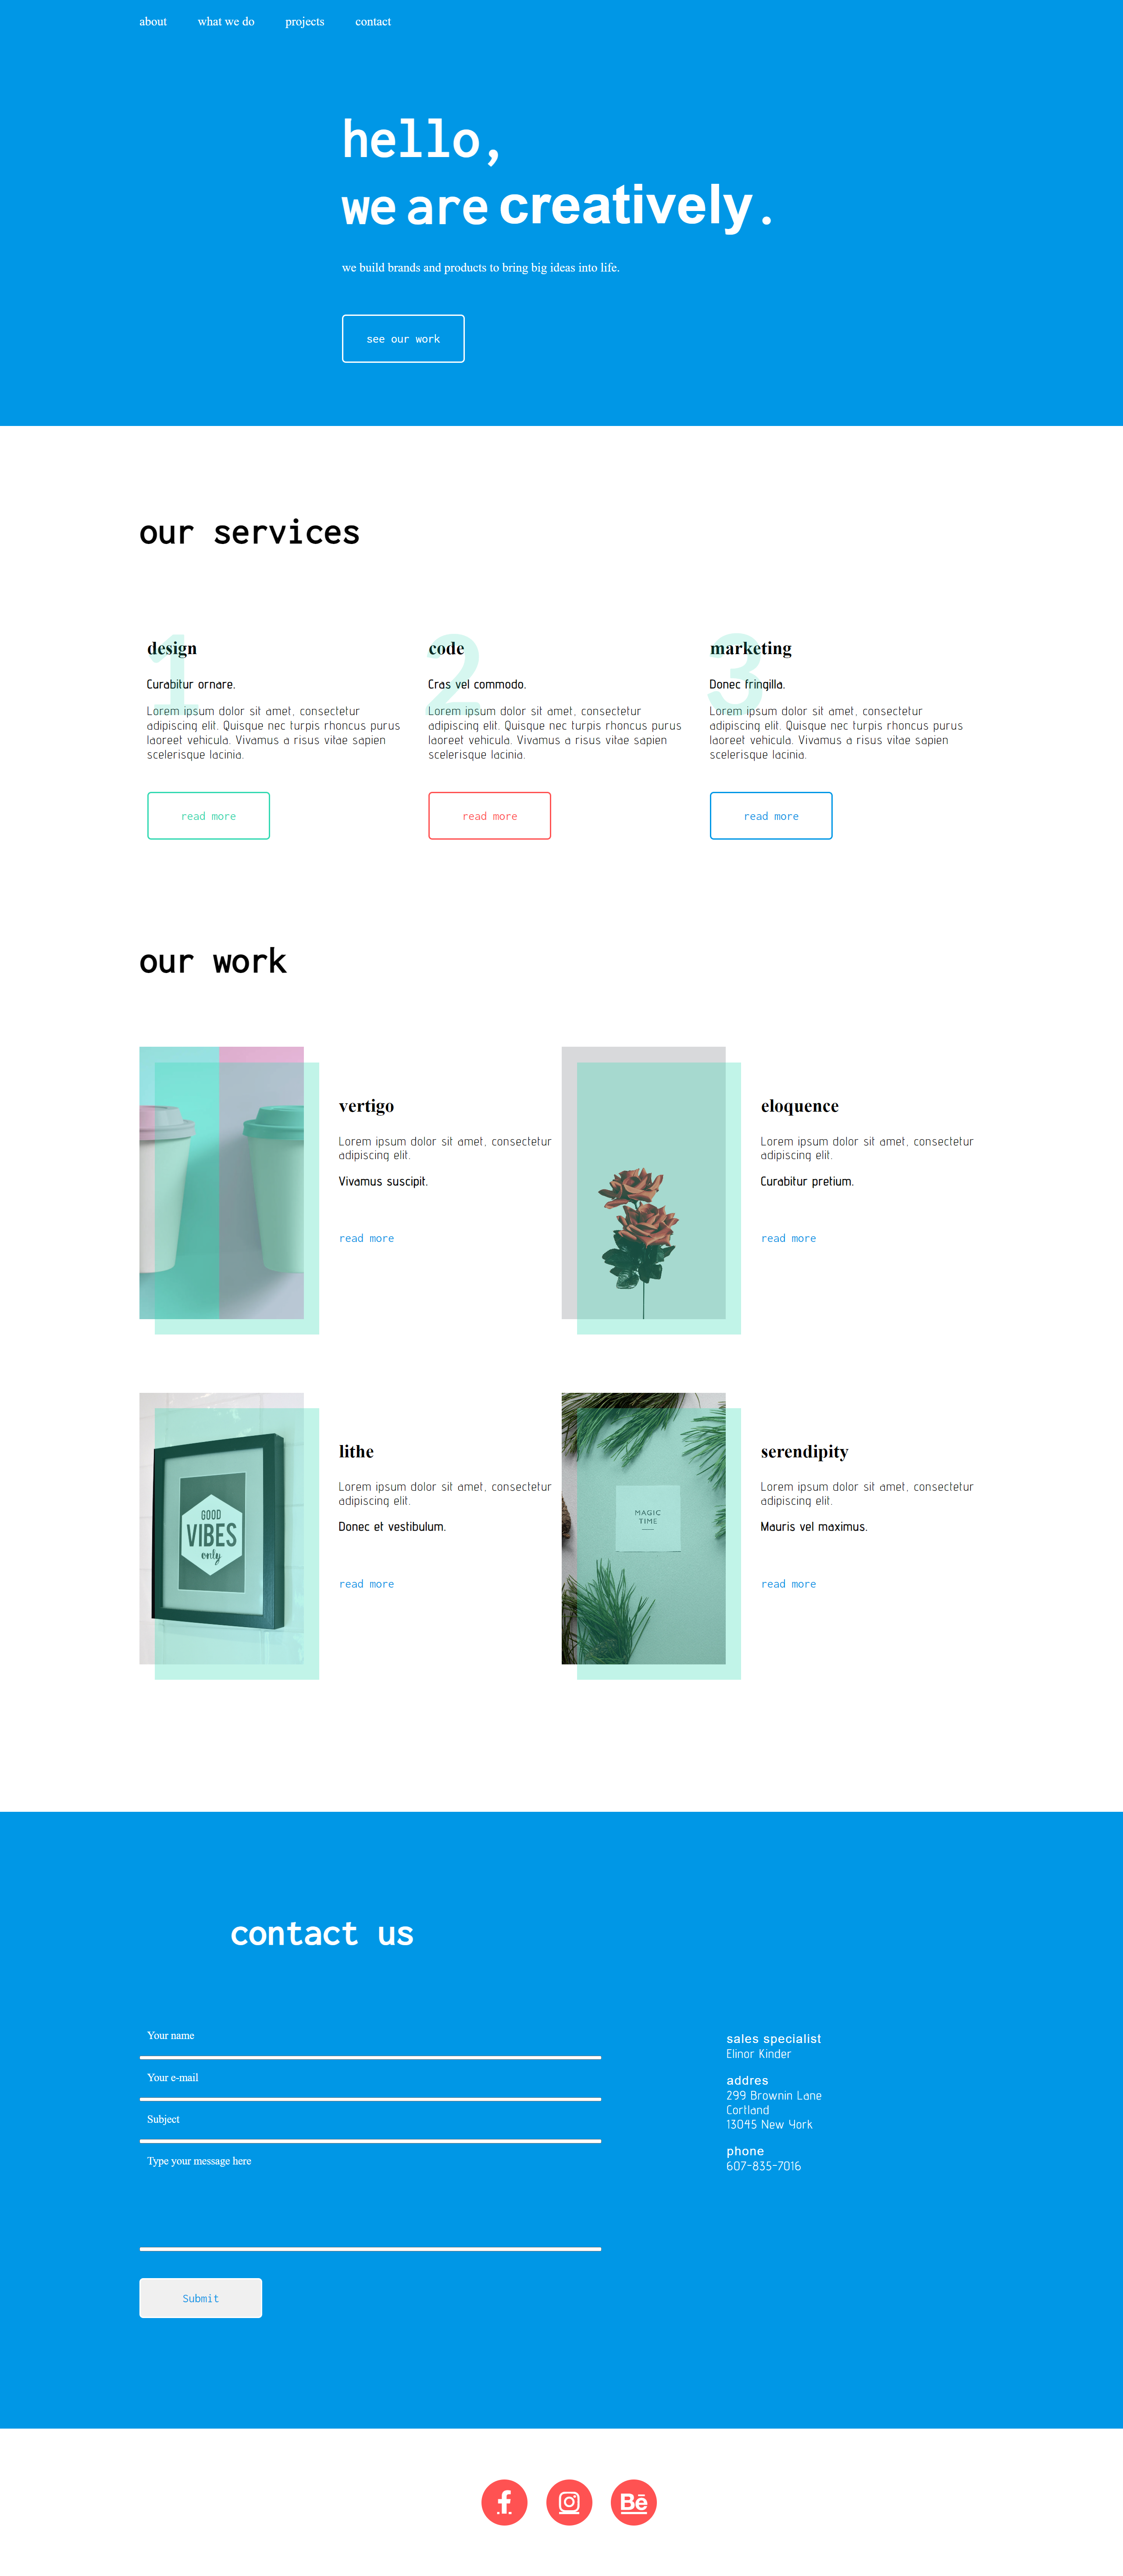 about what we do projects contact
hello,
we are creatively.
we build brands and products to bring big ideas into life.
see our work
our services
1
design
Curabitur ornare.
Lorem ipsum dolor sit amet, consectetur
adipiscing elit. Quisque nec turpis rhoncus purus
laoreet vehicula. Vivamus a risus vitae sapien
scelerisque lacinia.
read more
2
code
Cras vel commodo.
Lorem ipsum dolor sit amet, consectetur
adipiscing elit. Quisque nec turpis rhoncus purus
laoreet vehicula. Vivamus a risus vitae sapien
scelerisque lacinia.
read more
3
marketing
Donec fringilla.
Lorem ipsum dolor sit amet, consectetur
adipiscing elit. Quisque nec turpis rhoncus purus
laoreet vehicula. Vivamus a risus vitae sapien
scelerisque lacinia.
read more
our work
vertigo
Lorem ipsum dolor sit amet, consectetur
adipiscing elit.
Vivamus suscipit.
read more
eloquence
Lorem ipsum dolor sit amet, consectetur
adipiscing elit.
Curabitur pretium.
read more
GOOD
VIBES
only
lithe
Lorem ipsum dolor sit amet, consectetur
adipiscing elit.
Donec et vestibulum.
read more
MAGIC
TIME
serendipity
Lorem ipsum dolor sit amet, consectetur
adipiscing elit.
Mauris vel maximus.
read more
contact us
Your name
Your e-mail
Subject
Type your message here
Submit
sales specialist
Elinor Kinder
addres
299 Brownin Lane
Cortland
13045 New York
phone
607-835-7016
f
Bē